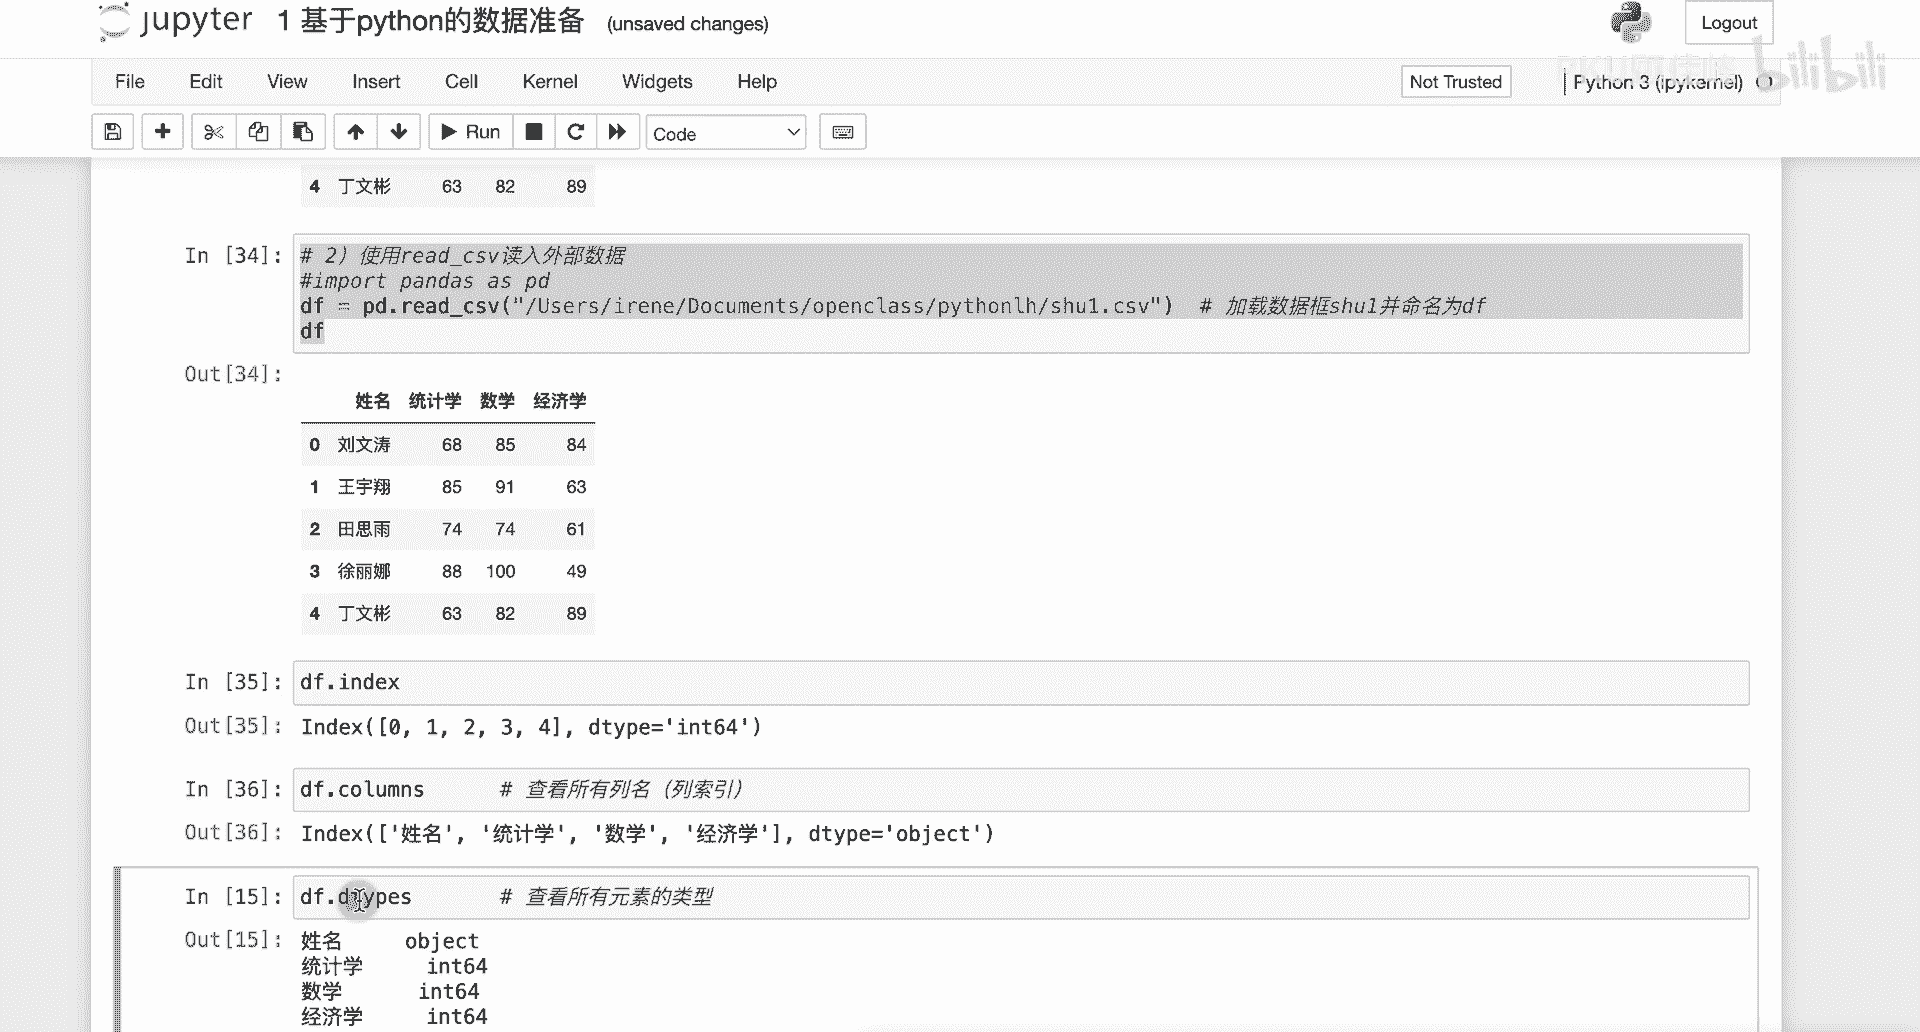 jupyter 1 基于python的数据准备 (unsaved changes)
Logout
File Edit View Insert Cell Kernel Widgets Help
Not Trusted
Python 3 (ipykernel)
bilibili
Run
Code
4 丁文彬 63 82 89
In [34]:
# 2) 使用read_csv读入外部数据
#import pandas as pd
df = pd.read_csv("/Users/irene/Documents/openclass/pythonlh/shu1.csv") # 加载数据框shu1并命名为df
df
Out[34]:
姓名 统计学 数学 经济学
0 刘文涛 68 85 84
1 王宇翔 85 91 63
2 田思雨 74 74 61
3 徐丽娜 88 100 49
4 丁文彬 63 82 89
In [35]: df.index
Out[35]: Index([0, 1, 2, 3, 4], dtype='int64')
In [36]: df.columns # 查看所有列名（列索引）
Out[36]: Index(['姓名', '统计学', '数学', '经济学'], dtype='object')
In [15]: df.dtypes # 查看所有元素的类型
Out[15]: 姓名 object
统计学 int64
数学 int64
经济学 int64